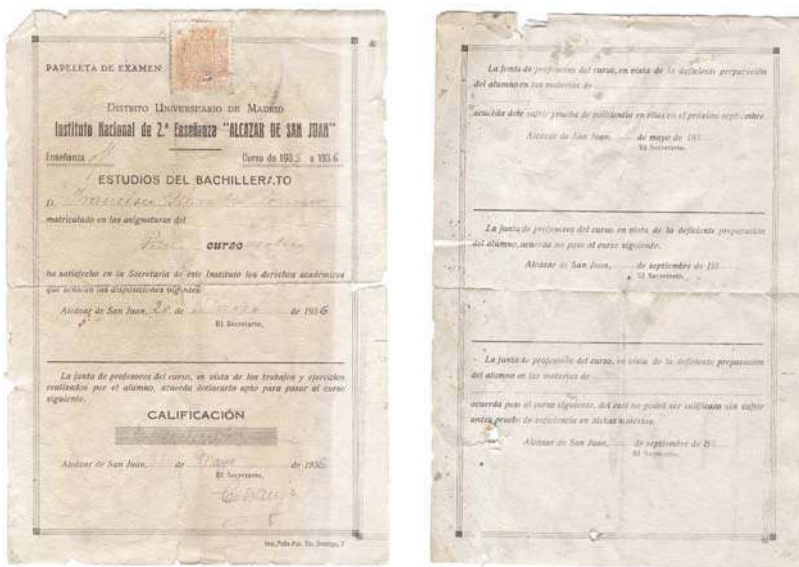 PAPELETA DE EXAMEN
DISTRITO UNIVERSITARIO DE MADRID
Instituto Nacional de 2.ª Enseñanza "ALCAZAR DE SAN JUAN"
Enseñanza
Curso de 1935 a 1936
ESTUDIOS DEL BACHILLERATO
D. Francisco
matriculado en las asignaturas del
curso
ha satisfecho en la Secretaría de este Instituto los derechos académicos
que señalan las disposiciones vigentes.
Alcázar de San Juan, 20 de de 1936
El Secretario,
La junta de profesores del curso, en vista de los trabajos y ejercicios
realizados por el alumno, acuerda declararlo apto para pasar al curso
siguiente.
CALIFICACIÓN
Alcázar de San Juan, de Mayo de 1936
El Secretario,
La junta de profesores del curso, en vista de la deficiente preparación
del alumno en las materias de
acuerda debe sufrir prueba de suficiencia en ellas en el próximo septiembre.
Alcázar de San Juan, de mayo de 193
El Secretario,
La junta de profesores del curso en vista de la deficiente preparación
del alumno, acuerda no pase al curso siguiente.
Alcázar de San Juan, de septiembre de 193
El Secretario,
La junta de profesores del curso, en vista de la deficiente preparación
del alumno en las materias de
acuerda pase al curso siguiente, del cual no podrá ser calificado sin sufrir
antes prueba de suficiencia en dichas materias.
Alcázar de San Juan, de septiembre de 193
El Secretario,